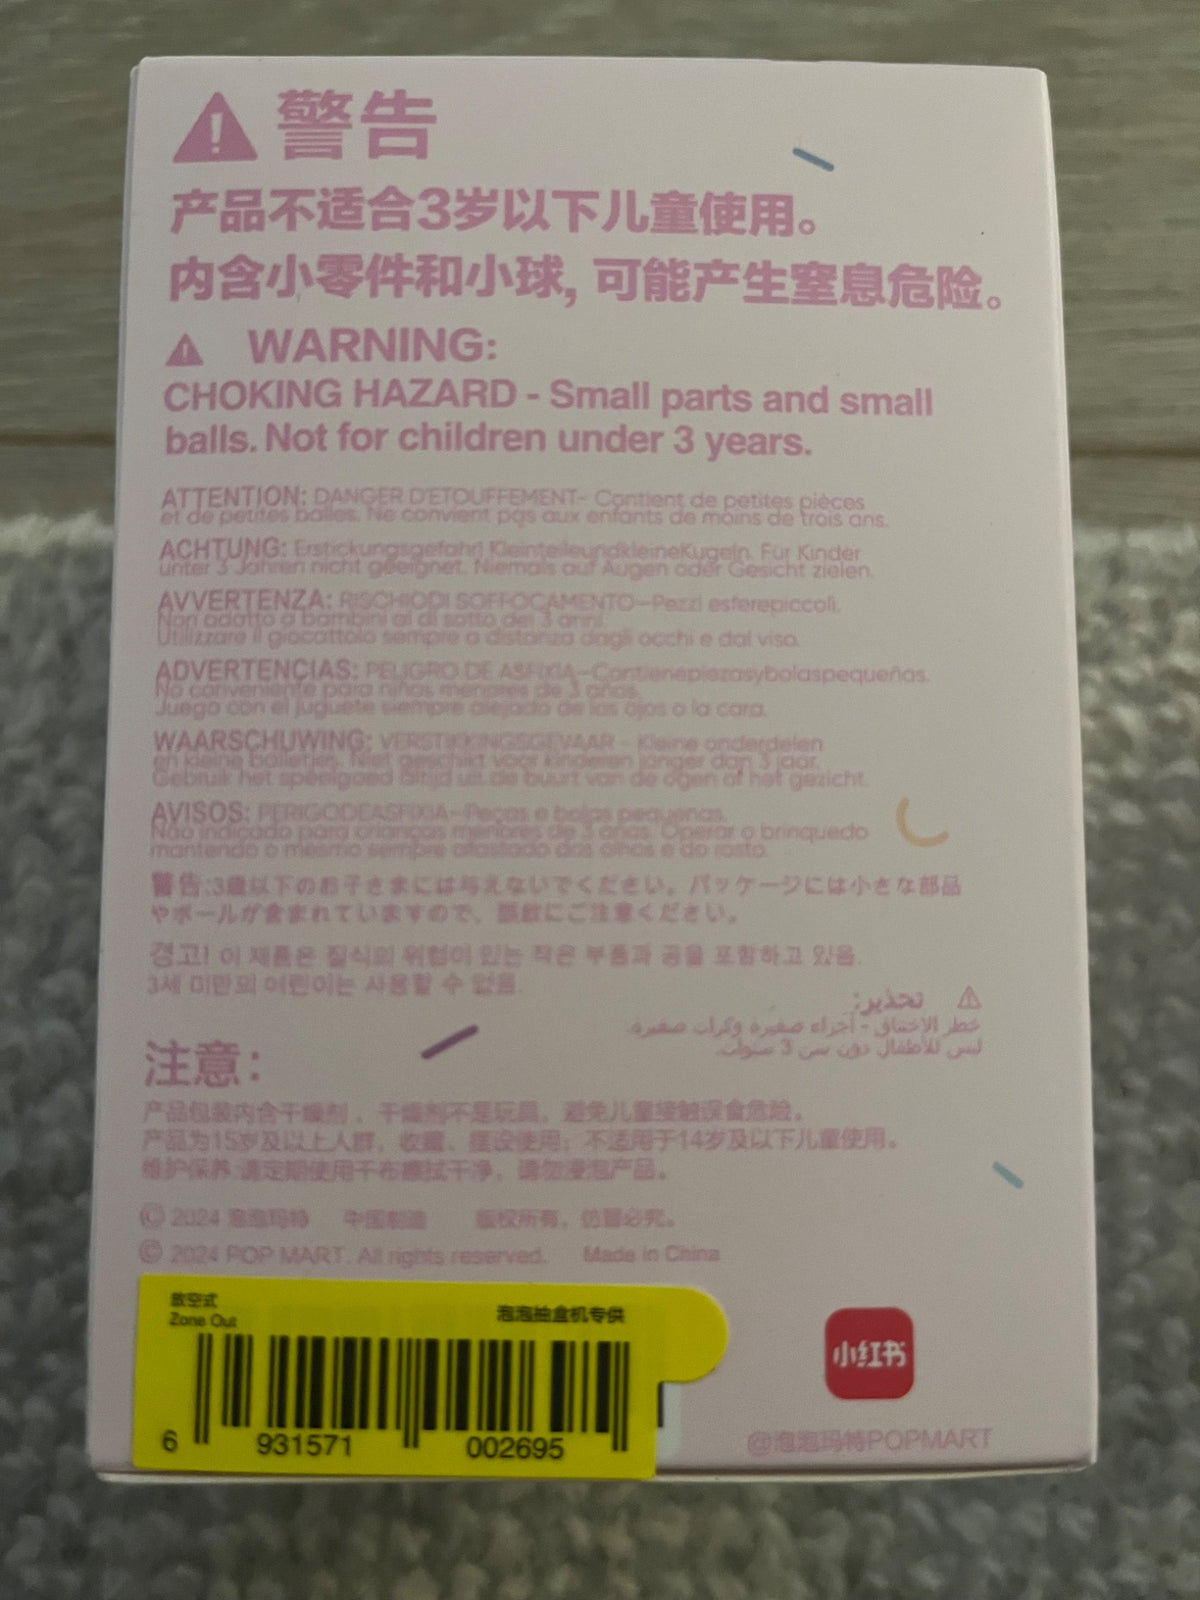 警告
产品不适合3岁以下儿童使用。
内含小零件和小球, 可能产生窒息危险。
WARNING:
CHOKING HAZARD - Small parts and small
balls. Not for children under 3 years.
ATTENTION: DANGER D'ETOUFFEMENT- Contient de petites pièces
et de petites balles. Ne convient pas aux enfants de moins de trois ans.
ACHTUNG: Erstickungsgefahr! KleinteileundkleineKugeln. Für Kinder
unter 3 Jahren nicht geeignet. Niemals auf Augen oder Gesicht zielen.
AVVERTENZA: RISCHIODI SOFFOCAMENTO-Pezzi esferepiccoli.
Non adatto a bambini al di sotto dei 3 anni.
Utilizzare il giocattolo sempre a distanza dagli occhi e dal viso.
ADVERTENCIAS: PELIGRO DE ASFIXIA-Contienepiezasybolaspequeñas.
No conveniente para niños menores de 3 años.
Juego con el juguete siempre alejado de los ojos o la cara.
WAARSCHUWING: VERSTIKKINGSGEVAAR - Kleine onderdelen
en kleine balletjes. Niet geschikt voor kinderen jonger dan 3 jaar.
Gebruik het speelgoed altijd uit de buurt van de ogen of het gezicht.
AVISOS: PERIGODEASFIXIA-Peças e bolas pequenas.
Não indicado para crianças menores de 3 anos. Operar o brinquedo
mantendo o mesmo sempre afastado dos olhos e do rosto.
警告:3歳以下のお子さまには与えないでください。パッケージには小さな部品
やボールが含まれていますので、誤飲にご注意ください。
경고! 이 제품은 질식의 위험이 있는 작은 부품과 공을 포함하고 있음.
3세 미만의 어린이는 사용할 수 없음.
تحذير:
خطر الإختناق - أجزاء صغيرة وكرات صغيرة.
ليس للأطفال دون سن 3 سنوات.
注意：
产品包装内含干燥剂，干燥剂不是玩具，避免儿童接触误食危险。
产品为15岁及以上人群，收藏、摆设使用；不适用于14岁及以下儿童使用。
维护保养:请定期使用干布擦拭干净，请勿浸泡产品。
© 2024 泡泡玛特 中国制造 版权所有，仿冒必究。
© 2024 POP MART. All rights reserved. Made in China
放空式 泡泡抽盒机专供
Zone Out
6 931571 002695
小红书
@泡泡玛特POPMART